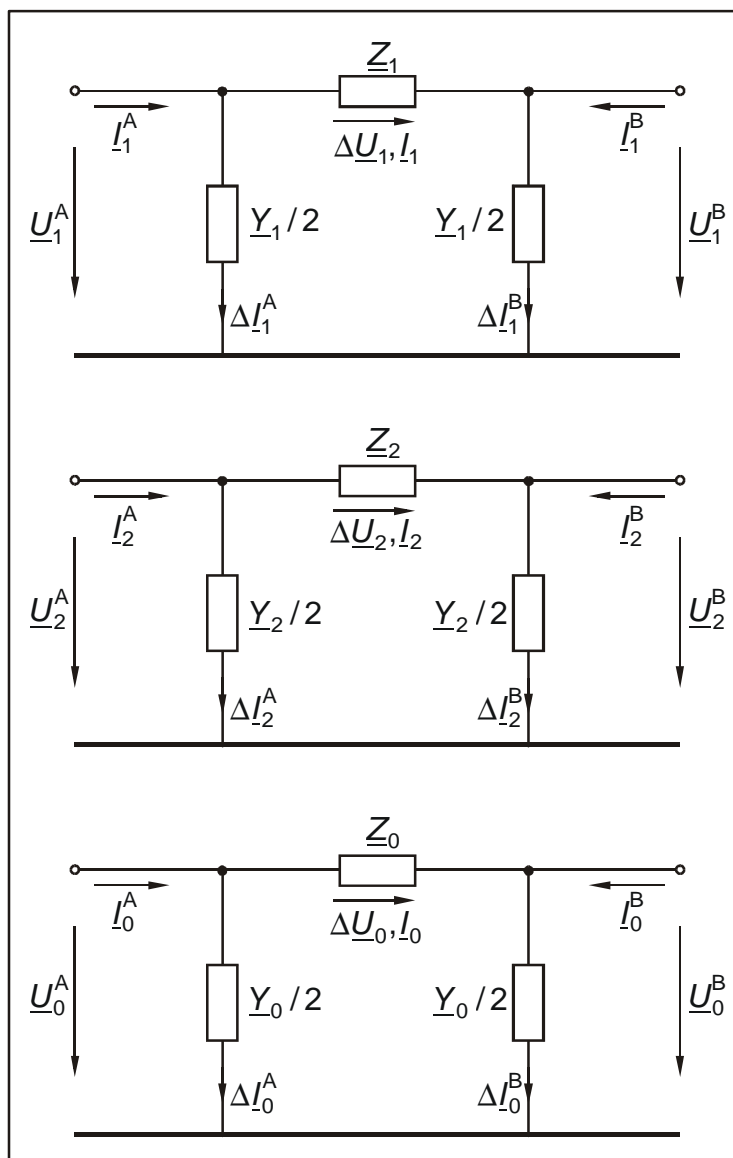 Z₁
I₁ᴬ ΔU₁, I₁ I₁ᴮ
U₁ᴬ Y₁/2 Y₁/2 U₁ᴮ
ΔI₁ᴬ ΔI₁ᴮ
Z₂
I₂ᴬ ΔU₂, I₂ I₂ᴮ
U₂ᴬ Y₂/2 Y₂/2 U₂ᴮ
ΔI₂ᴬ ΔI₂ᴮ
Z₀
I₀ᴬ ΔU₀, I₀ I₀ᴮ
U₀ᴬ Y₀/2 Y₀/2 U₀ᴮ
ΔI₀ᴬ ΔI₀ᴮ